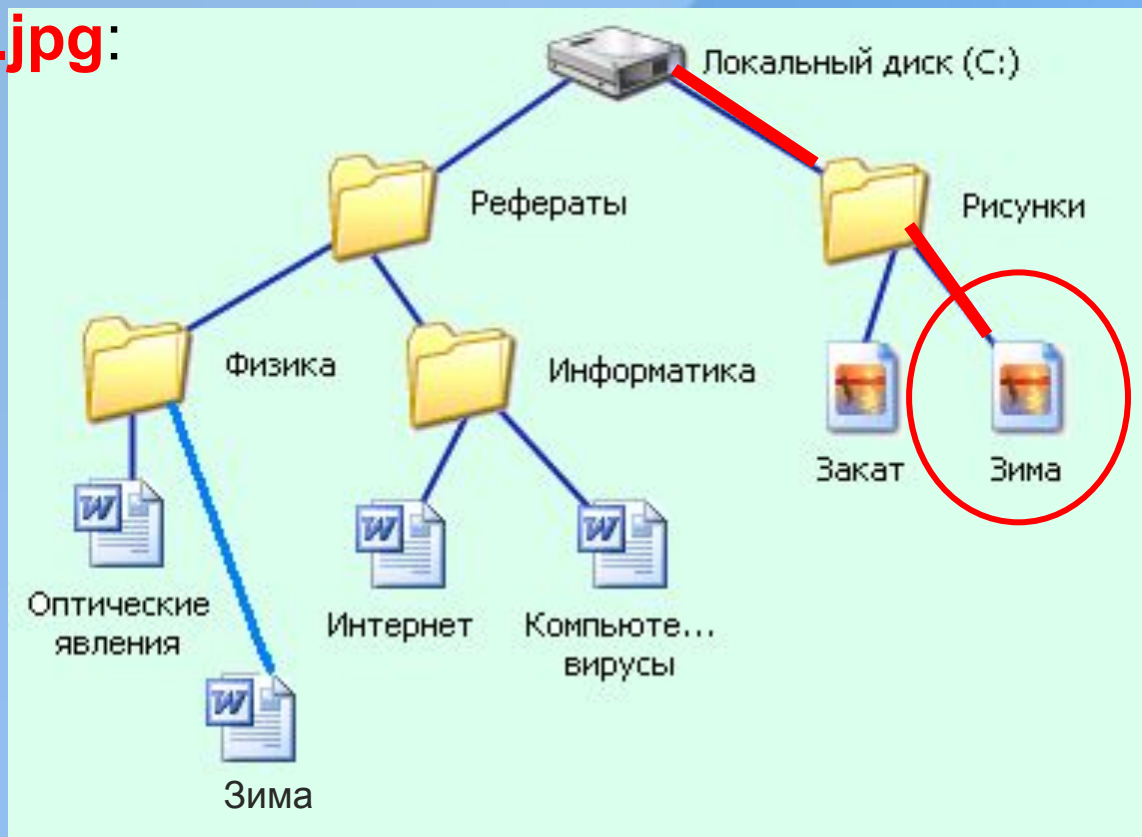 .jpg:
Локальный диск (C:)
Рефераты
Рисунки
Физика
Информатика
Закат
Зима
Оптические
явления
Интернет
Компьюте...
вирусы
Зима